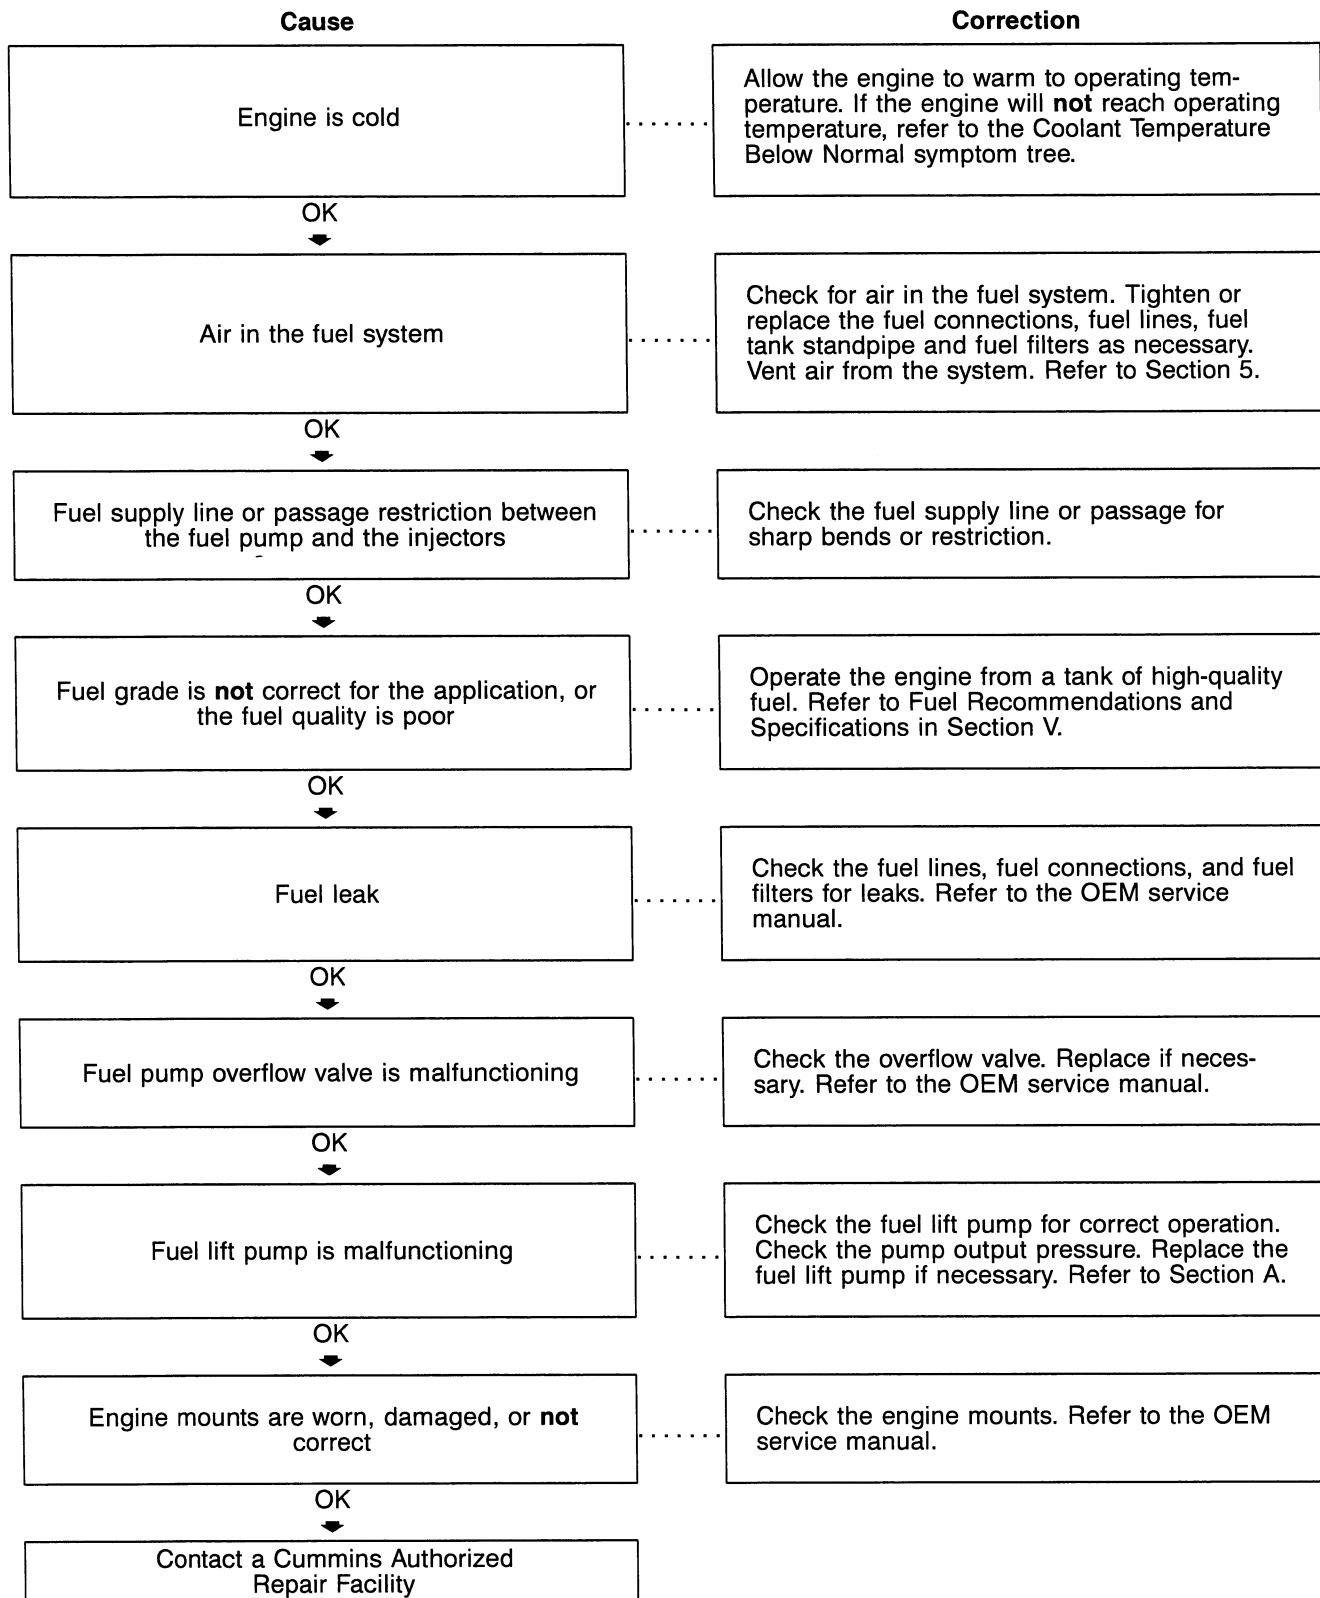 Cause
Correction
Engine is cold
Allow the engine to warm to operating tem-
perature. If the engine will not reach operating
temperature, refer to the Coolant Temperature
Below Normal symptom tree.
OK
Air in the fuel system
Check for air in the fuel system. Tighten or
replace the fuel connections, fuel lines, fuel
tank standpipe and fuel filters as necessary.
Vent air from the system. Refer to Section 5.
OK
Fuel supply line or passage restriction between
the fuel pump and the injectors
Check the fuel supply line or passage for
sharp bends or restriction.
OK
Fuel grade is not correct for the application, or
the fuel quality is poor
Operate the engine from a tank of high-quality
fuel. Refer to Fuel Recommendations and
Specifications in Section V.
OK
Fuel leak
Check the fuel lines, fuel connections, and fuel
filters for leaks. Refer to the OEM service
manual.
OK
Fuel pump overflow valve is malfunctioning
Check the overflow valve. Replace if neces-
sary. Refer to the OEM service manual.
OK
Fuel lift pump is malfunctioning
Check the fuel lift pump for correct operation.
Check the pump output pressure. Replace the
fuel lift pump if necessary. Refer to Section A.
OK
Engine mounts are worn, damaged, or not
correct
Check the engine mounts. Refer to the OEM
service manual.
OK
Contact a Cummins Authorized
Repair Facility